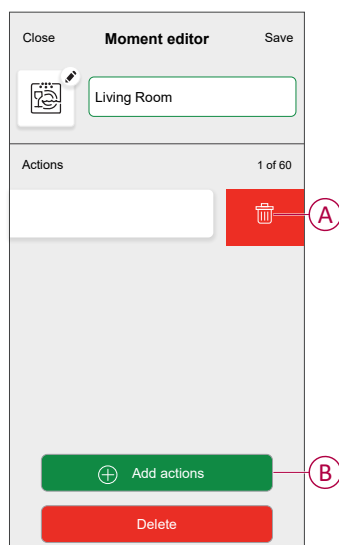 Close Moment editor Save
Living Room
Actions 1 of 60
A
Add actions
B
Delete